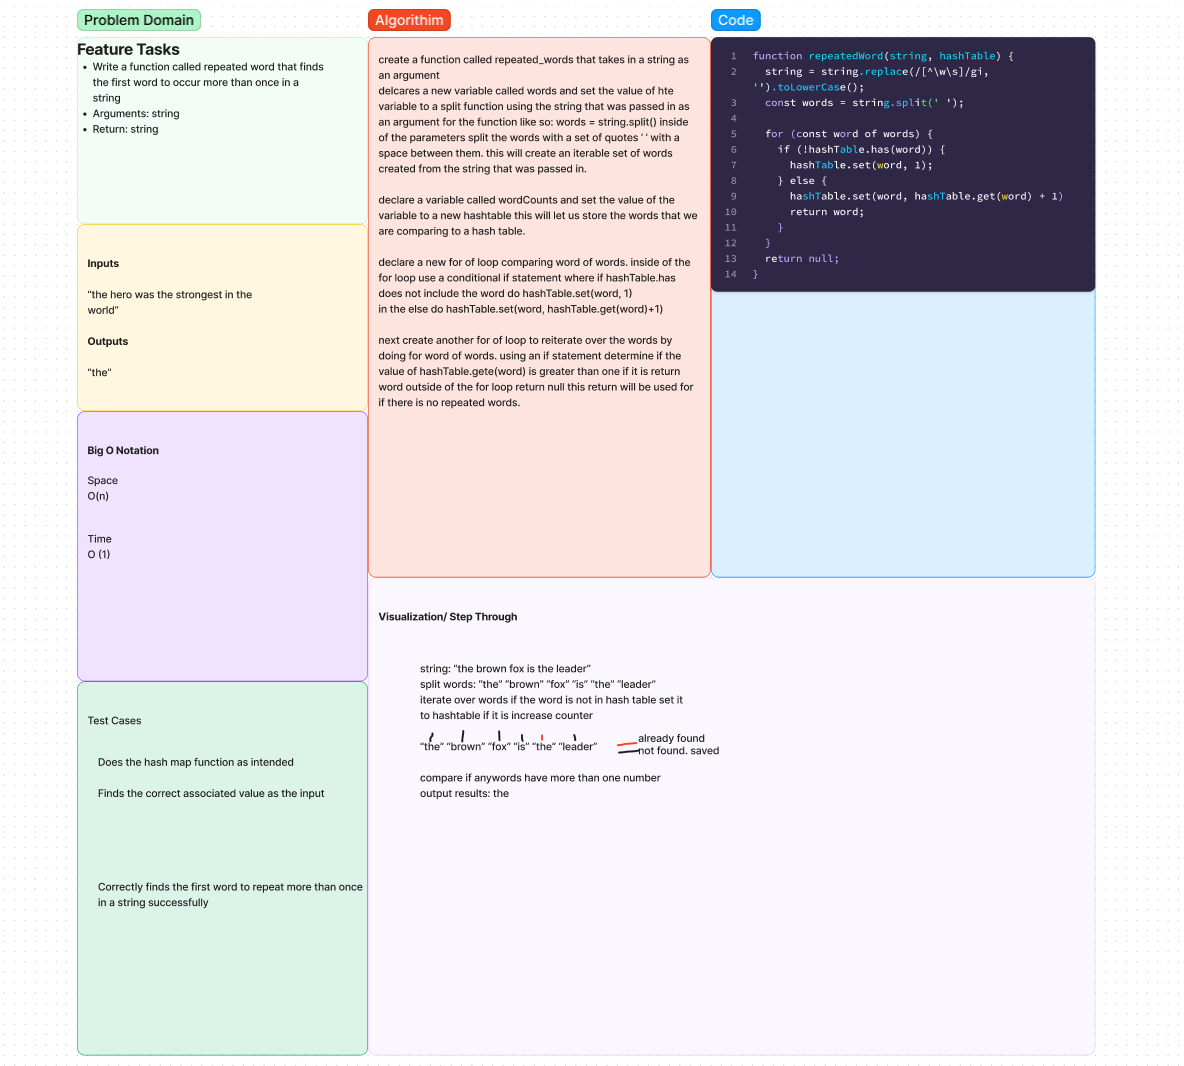 Problem Domain
Feature Tasks
• Write a function called repeated word that finds
the first word to occur more than once in a
string
• Arguments: string
• Return: string
Inputs
“the hero was the strongest in the
world”
Outputs
“the”
Big O Notation
Space
O(n)
Time
O (1)
Test Cases
Does the hash map function as intended
Finds the correct associated value as the input
Correctly finds the first word to repeat more than once
in a string successfully
Algorithim
create a function called repeated_words that takes in a string as
an argument
delcares a new variable called words and set the value of hte
variable to a split function using the string that was passed in as
an argument for the function like so: words = string.split() inside
of the parameters split the words with a set of quotes ‘ ‘ with a
space between them. this will create an iterable set of words
created from the string that was passed in.
declare a variable called wordCounts and set the value of the
variable to a new hashtable this will let us store the words that we
are comparing to a hash table.
declare a new for of loop comparing word of words. inside of the
for loop use a conditional if statement where if hashTable.has
does not include the word do hashTable.set(word, 1)
in the else do hashTable.set(word, hashTable.get(word)+1)
next create another for of loop to reiterate over the words by
doing for word of words. using an if statement determine if the
value of hashTable.gete(word) is greater than one if it is return
word outside of the for loop return null this return will be used for
if there is no repeated words.
Code
1 function repeatedWord(string, hashTable) {
2 string = string.replace(/[^\w\s]/gi,
'').toLowerCase();
3 const words = string.split(' ');
4
5 for (const word of words) {
6 if (!hashTable.has(word)) {
7 hashTable.set(word, 1);
8 } else {
9 hashTable.set(word, hashTable.get(word) + 1)
10 return word;
11 }
12 }
13 return null;
14 }
Visualization/ Step Through
string: “the brown fox is the leader”
split words: “the” “brown” “fox” “is” “the” “leader”
iterate over words if the word is not in hash table set it
to hashtable if it is increase counter
“the” “brown” “fox” “is” “the” “leader”
already found
not found. saved
compare if anywords have more than one number
output results: the